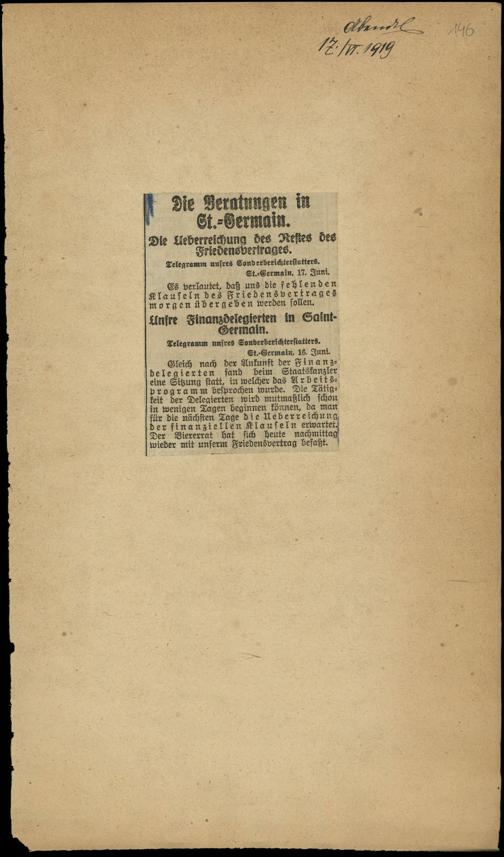 Abendbl
146
17./VI. 1919
Die Beratungen in
St.-Germain.
Die Ueberreichung des Restes des
Friedensvertrages.
Telegramm unsres Sonderberichterstatters.
St.-Germain, 17. Juni.
Es verlautet, daß uns die fehlenden
Klauseln des Friedensvertrages
morgen übergeben werden sollen.
Unsre Finanzdelegierten in Saint-
Germain.
Telegramm unsres Sonderberichterstatters.
St.-Germain, 16. Juni.
Gleich nach der Ankunft der Finanz-
delegierten fand beim Staatskanzler
eine Sitzung statt, in welcher das Arbeits-
programm besprochen wurde. Die Tätig-
keit der Delegierten wird mutmaßlich schon
in wenigen Tagen beginnen können, da man
für die nächsten Tage die Ueberreichung
der finanziellen Klauseln erwartet.
Der Viererrat hat sich heute nachmittag
wieder mit unserm Friedensvertrag befaßt.